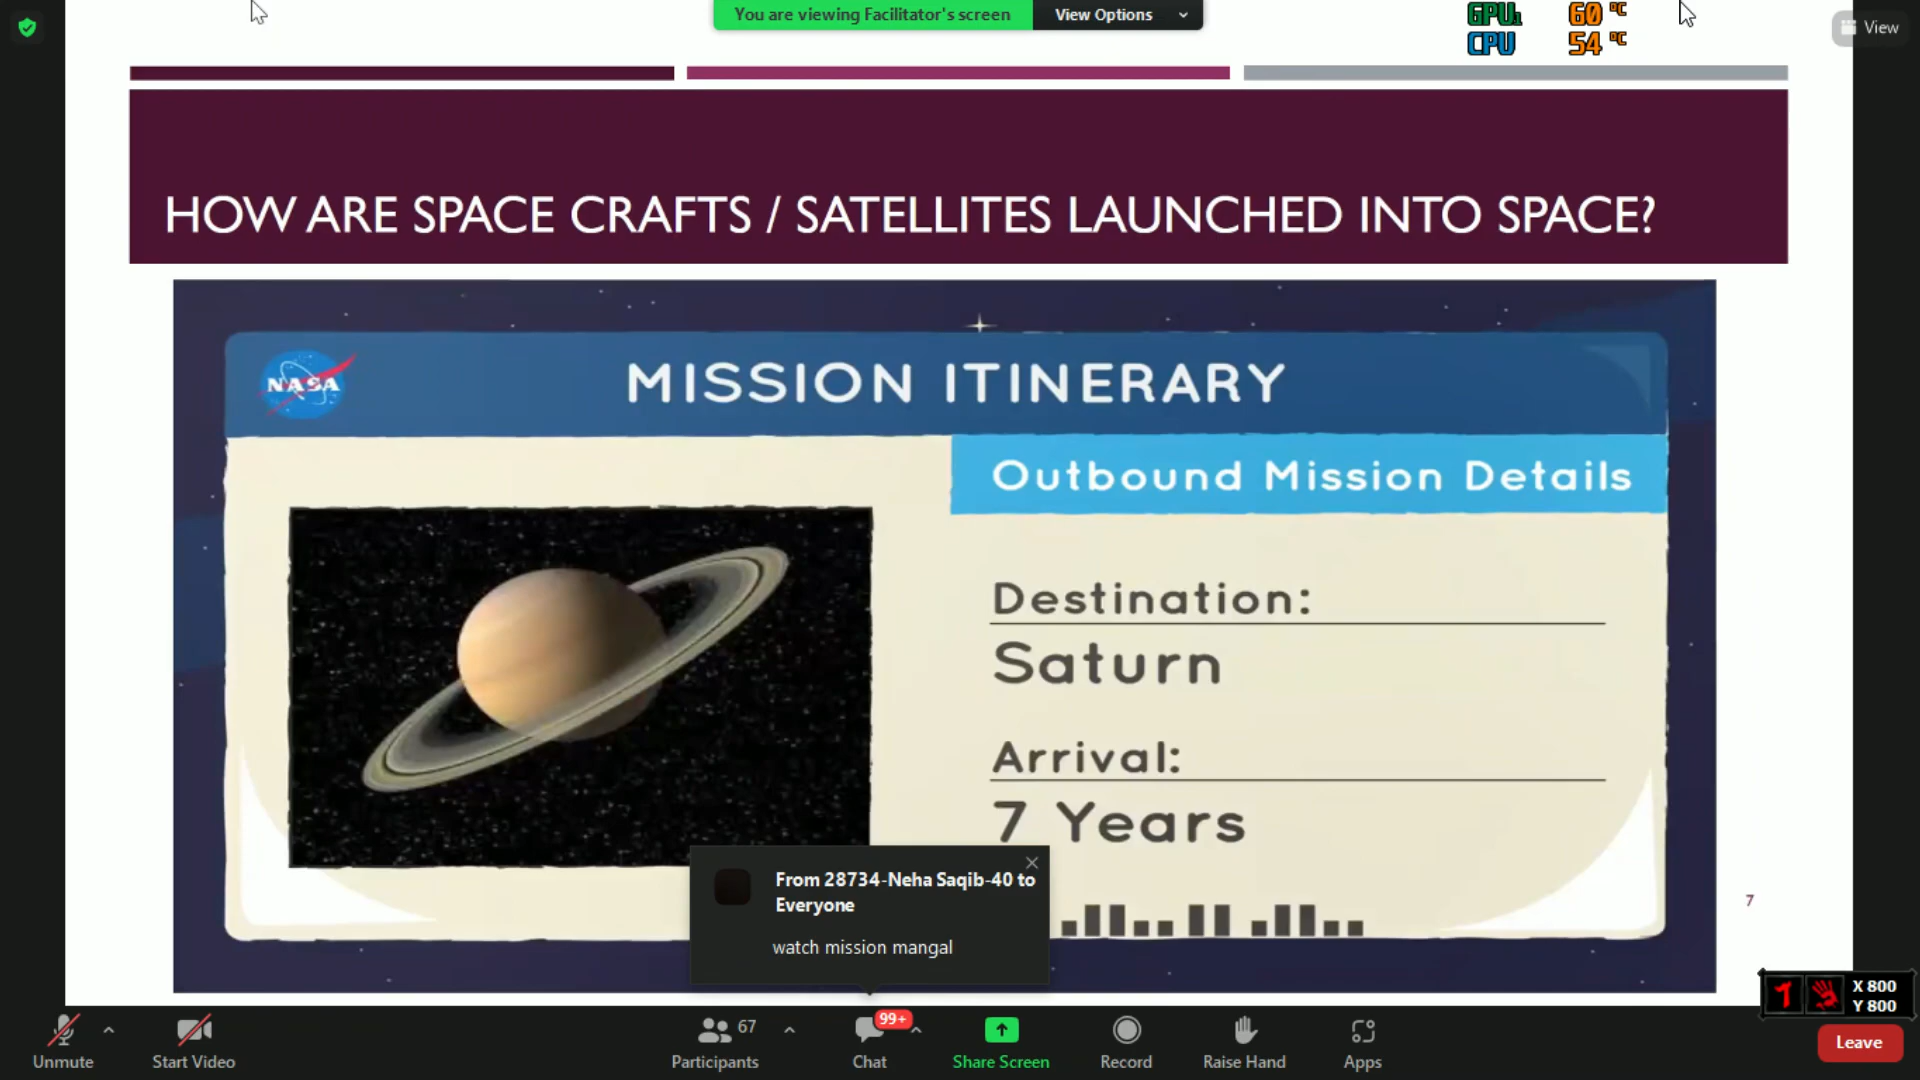 You are viewing Facilitator's screen
View Options
GPU1 60 °C
CPU 54 °C
View
HOW ARE SPACE CRAFTS / SATELLITES LAUNCHED INTO SPACE?
NASA
MISSION ITINERARY
Outbound Mission Details
Destination:
Saturn
Arrival:
7 Years
From 28734-Neha Saqib-40 to
Everyone
watch mission mangal
7
X 800
Y 800
Unmute
Start Video
67
Participants
99+
Chat
Share Screen
Record
Raise Hand
Apps
Leave